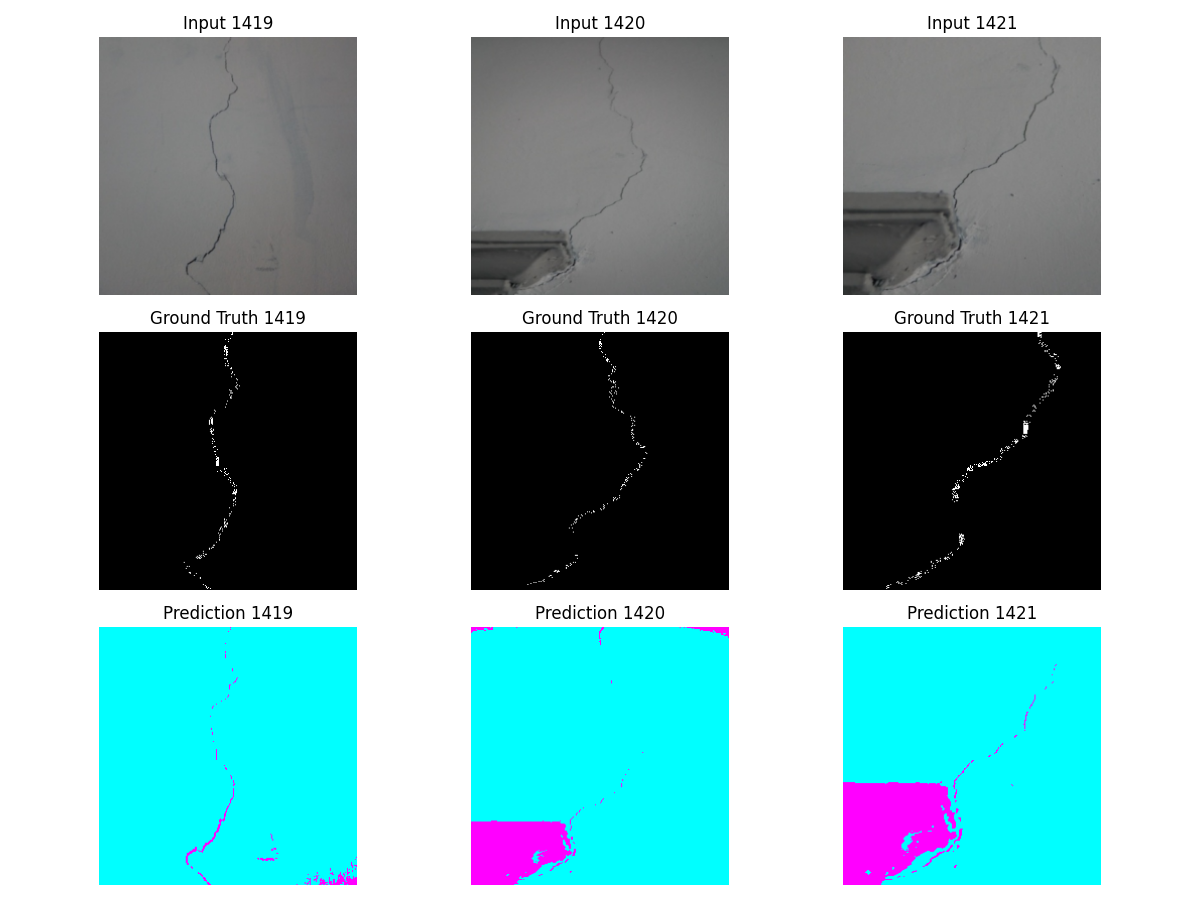 Input 1419
Input 1420
Input 1421
Ground Truth 1419
Ground Truth 1420
Ground Truth 1421
Prediction 1419
Prediction 1420
Prediction 1421